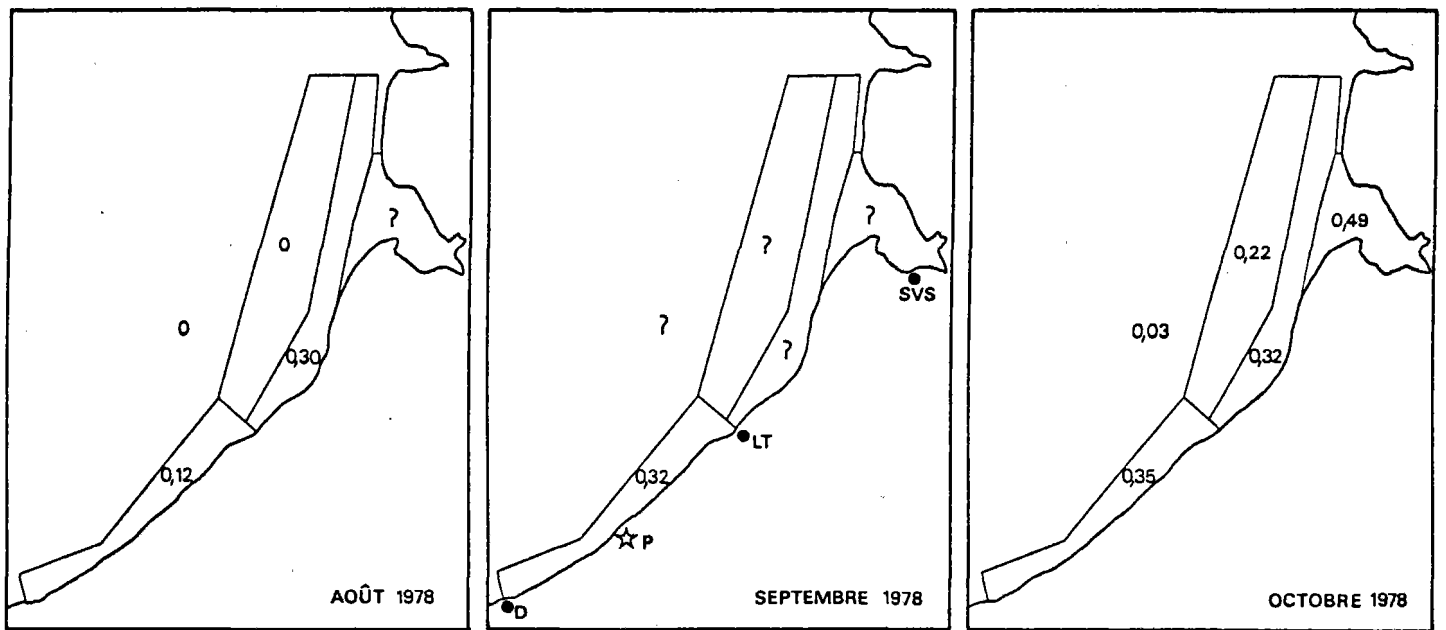 ?
0
0
0,30
0,12
AOÛT 1978
?
?
SVS
?
?
LT
0,32
P
D
SEPTEMBRE 1978
0,49
0,22
0,03
0,32
0,35
OCTOBRE 1978